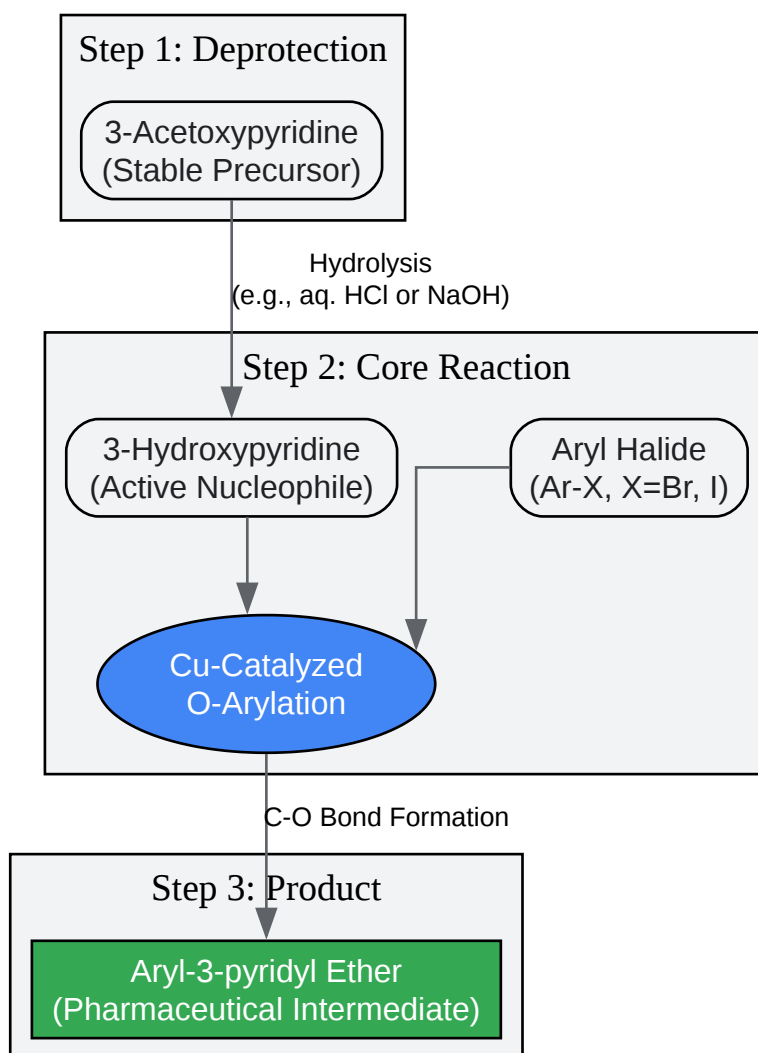 Step 1: Deprotection
3-Acetoxypyridine
(Stable Precursor)
Hydrolysis
(e.g., aq. HCl or NaOH)
Step 2: Core Reaction
3-Hydroxypyridine
(Active Nucleophile)
Aryl Halide
(Ar-X, X=Br, I)
Cu-Catalyzed
O-Arylation
C-O Bond Formation
Step 3: Product
Aryl-3-pyridyl Ether
(Pharmaceutical Intermediate)